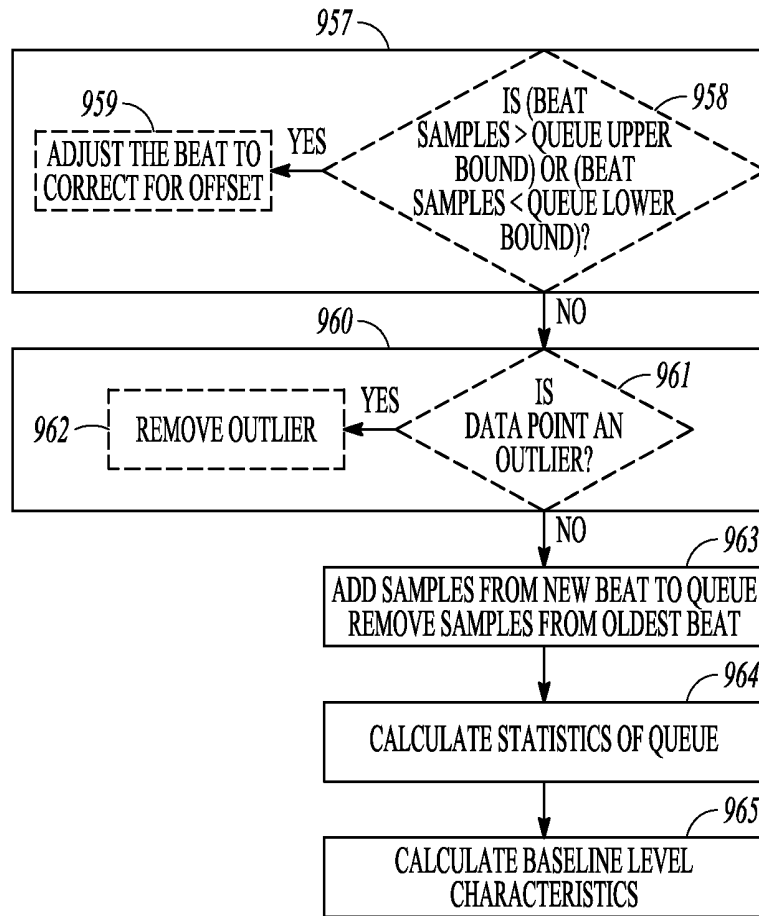 957
958
IS (BEAT
SAMPLES > QUEUE UPPER
BOUND) OR (BEAT
SAMPLES < QUEUE LOWER
BOUND)?
959
YES
ADJUST THE BEAT TO
CORRECT FOR OFFSET
NO
960
961
IS
DATA POINT AN
OUTLIER?
YES
962
REMOVE OUTLIER
NO
963
ADD SAMPLES FROM NEW BEAT TO QUEUE
REMOVE SAMPLES FROM OLDEST BEAT
964
CALCULATE STATISTICS OF QUEUE
965
CALCULATE BASELINE LEVEL
CHARACTERISTICS